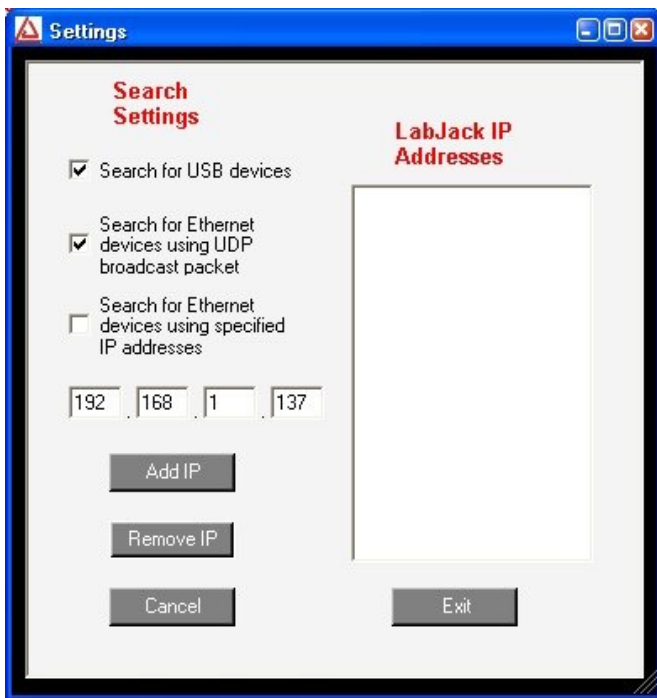 Settings
Search
Settings
Search for USB devices
Search for Ethernet
devices using UDP
broadcast packet
Search for Ethernet
devices using specified
IP addresses
192 . 168 . 1 . 137
Add IP
Remove IP
Cancel
LabJack IP
Addresses
Exit